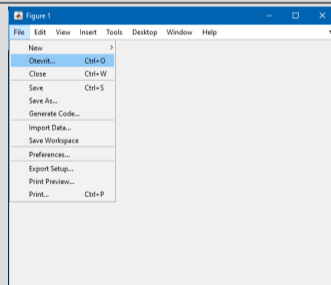 Figure 1
File Edit View Insert Tools Desktop Window Help
New
Otevrit... Ctrl+O
Close Ctrl+W
Save Ctrl+S
Save As...
Generate Code...
Import Data...
Save Workspace
Preferences...
Export Setup...
Print Preview...
Print... Ctrl+P